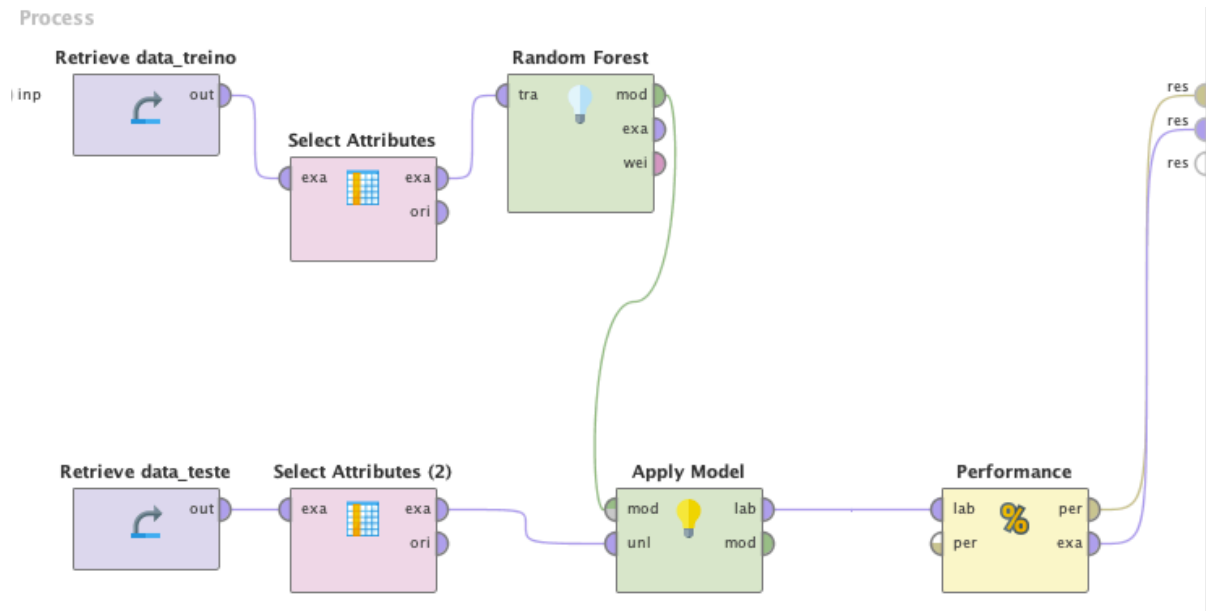 Process
Retrieve data_treino
Random Forest
inp
out
tra
mod
res
exa
res
Select Attributes
wei
res
exa
exa
ori
Retrieve data_teste
Select Attributes (2)
Apply Model
Performance
out
exa
exa
mod
lab
lab
per
ori
unl
mod
per
exa
%